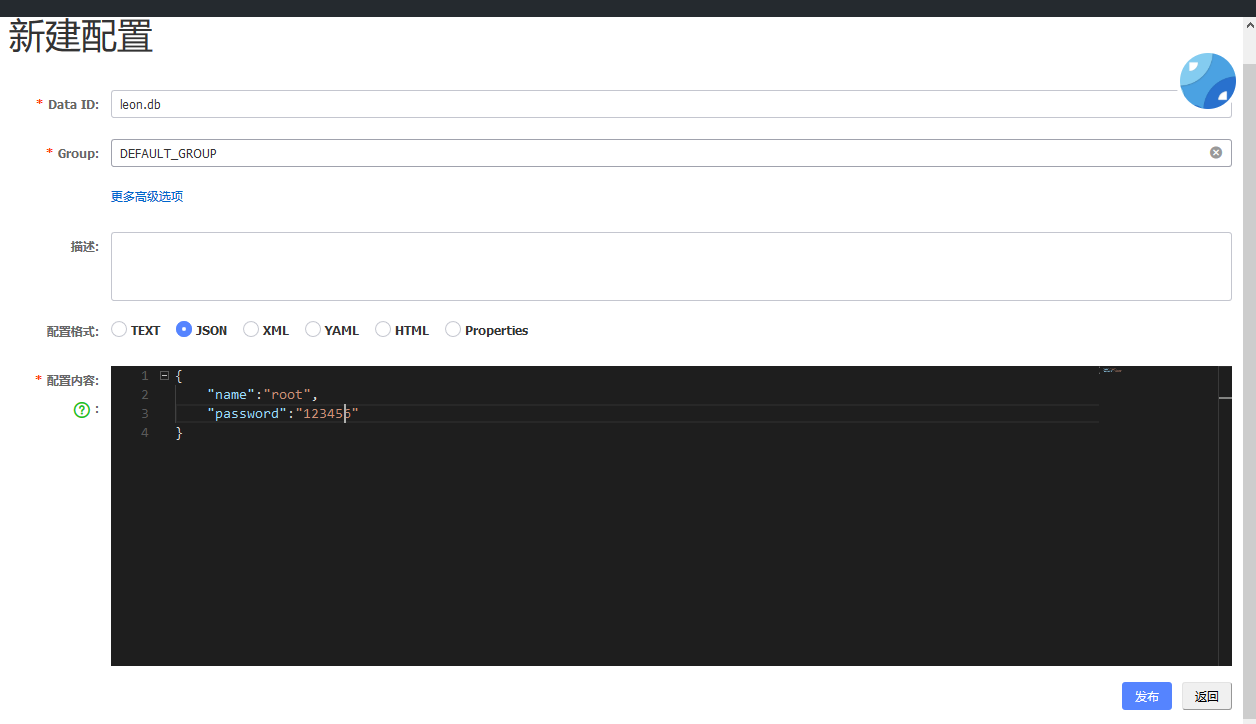 新建配置
* Data ID: leon.db
* Group: DEFAULT_GROUP
更多高级选项
描述:
配置格式: TEXT JSON XML YAML HTML Properties
* 配置内容:
? :
1 {
2 "name":"root",
3 "password":"123456"
4 }
发布 返回